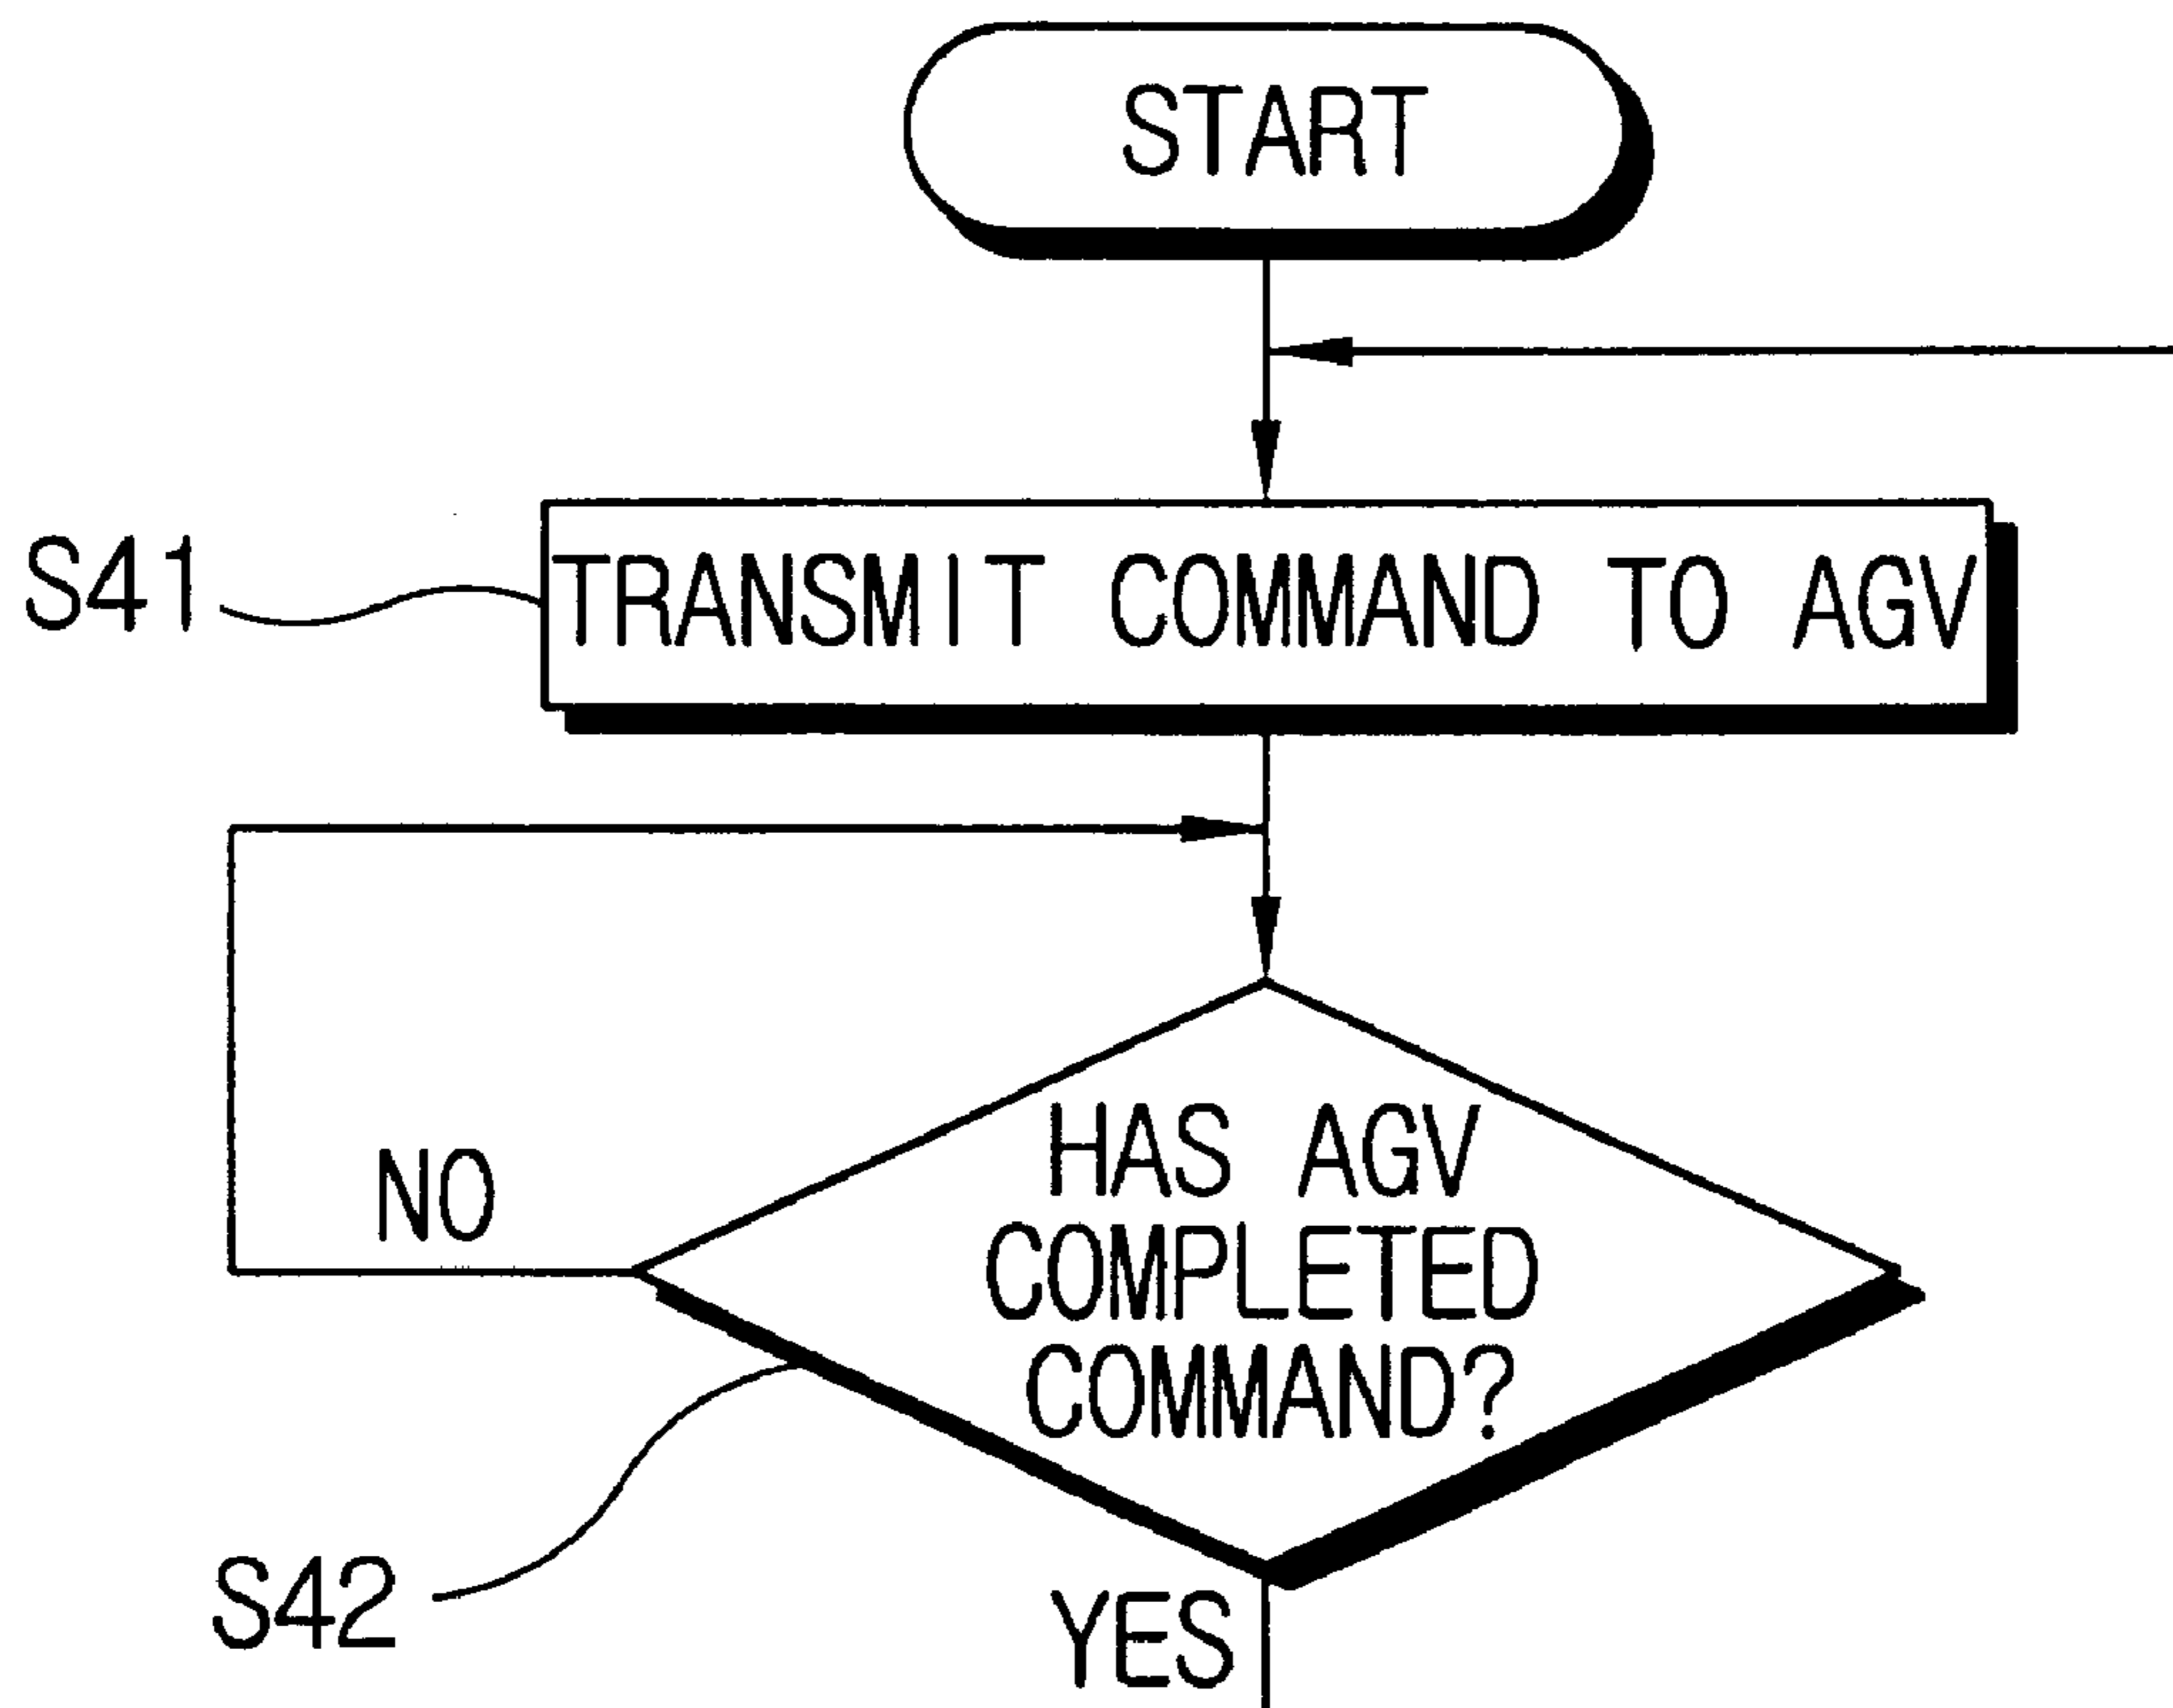 START
S41
TRANSMIT COMMAND TO AGV
NO
HAS AGV
COMPLETED
COMMAND?
S42
YES